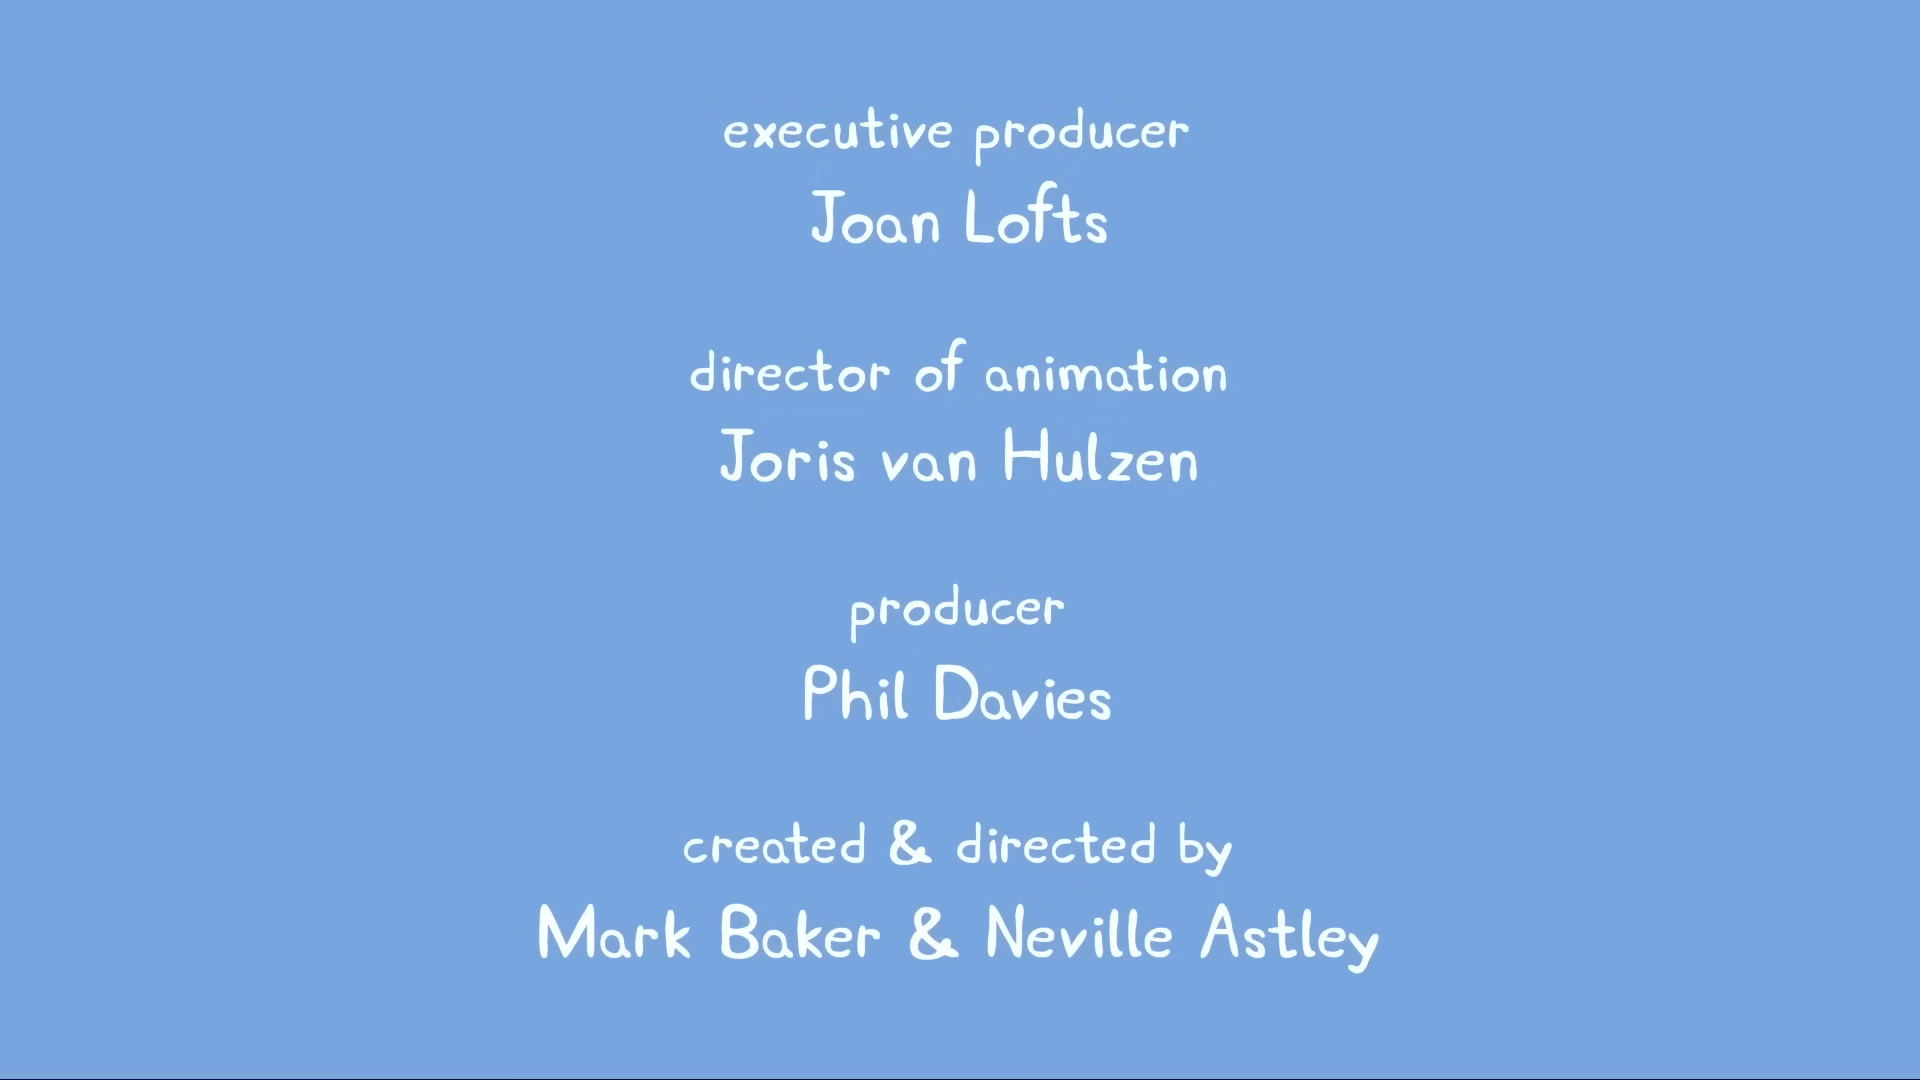 executive producer
Joan Lofts
director of animation
Joris van Hulzen
producer
Phil Davies
created & directed by
Mark Baker & Neville Astley